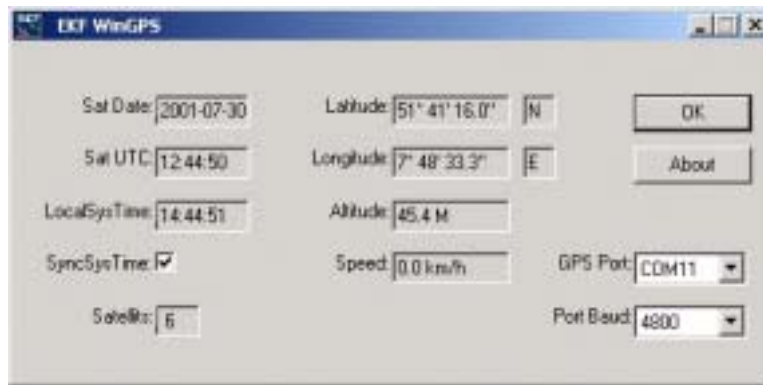 EKF WinGPS
Sat Date: 2001-07-30
Latitude: 51° 41' 16.0" N
OK
Sat UTC: 12:44:50
Longitude: 7° 48' 33.3" E
About
LocalSysTime: 14:44:51
Altitude: 45.4 M
SyncSysTime:
Speed: 0.0 km/h
GPS Port: COM11
Satellits: 6
Port Baud: 4800